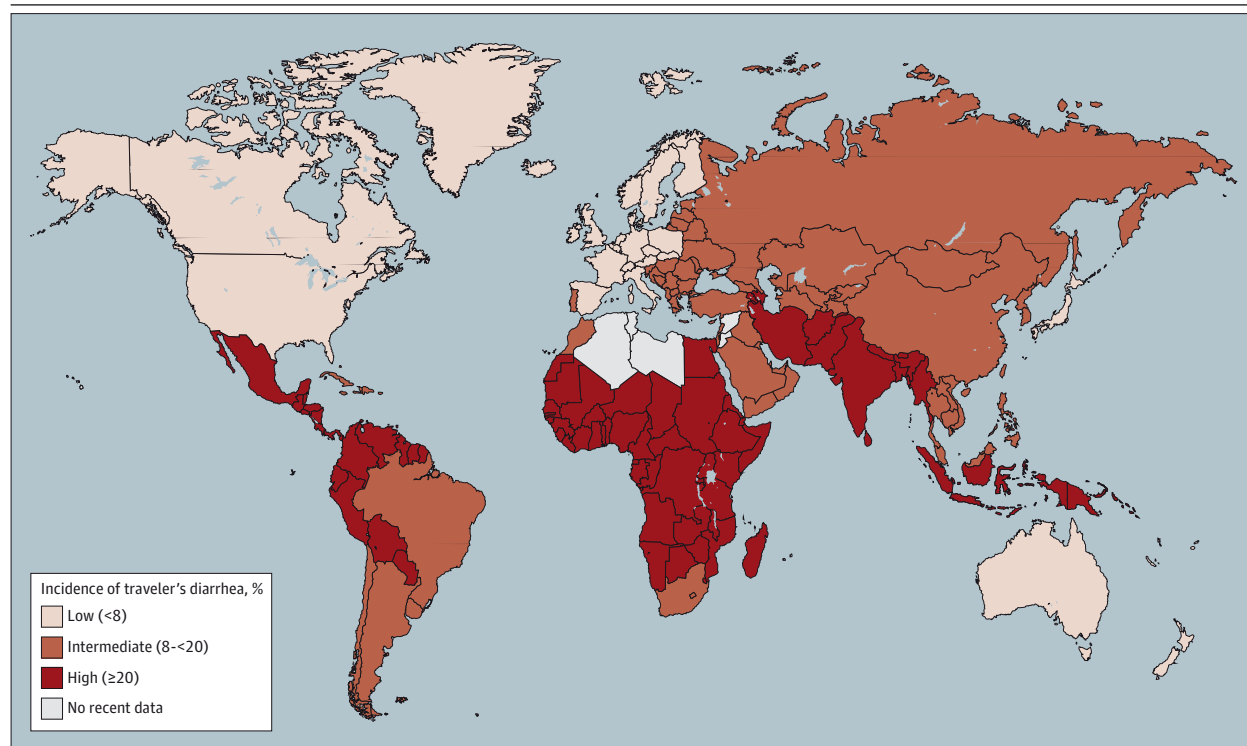 Incidence of traveler's diarrhea, %
Low (<8)
Intermediate (8-<20)
High (≥20)
No recent data